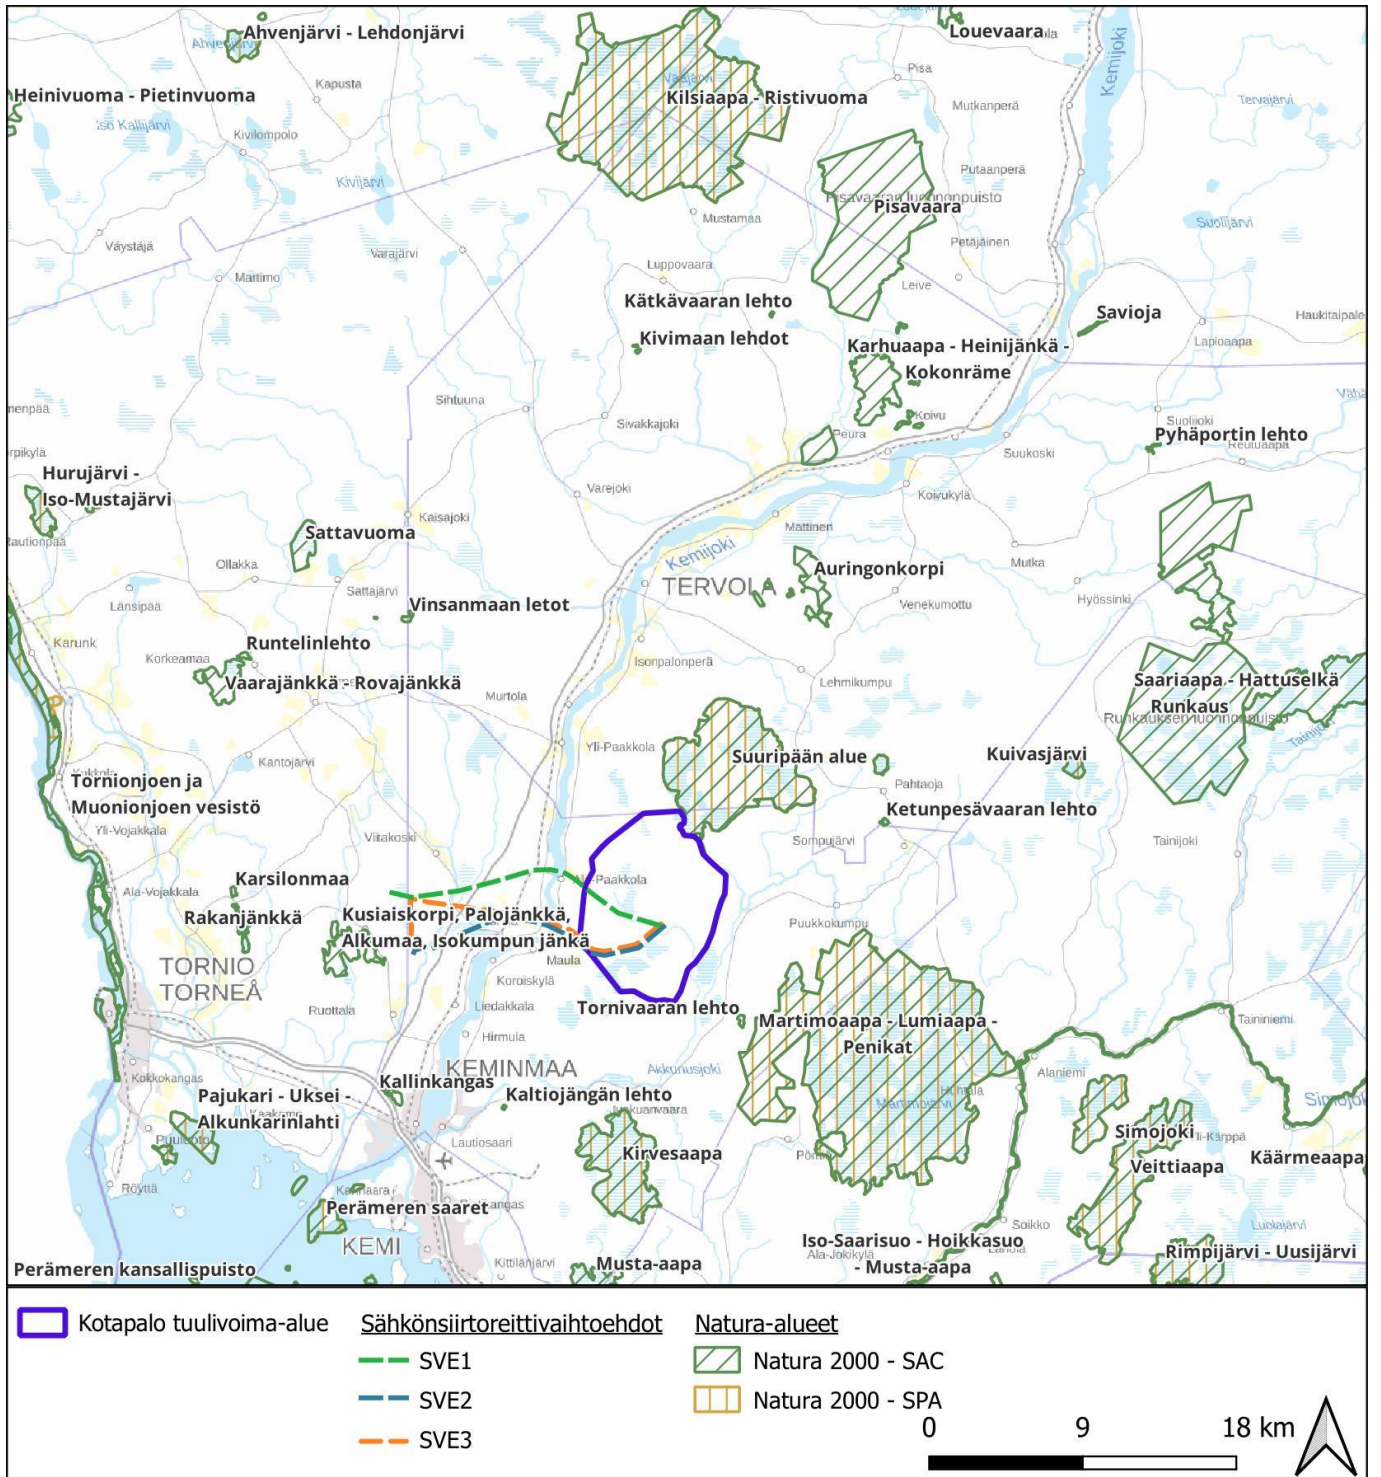 Ahvenjärvi - Lehdonjärvi
Louevaara
Kemijoki
Pisa
Kapusta
Vaajärvi
Heinivuoma - Pietinvuoma
Kilsiaapa - Ristivuoma
Mutkanperä
Tervajärvi
Iso Kallijärvi
Kivilompolo
Putaanperä
Kivijärvi
Pisavaara
Mustamaa
Suolijärvi
Väystäjä
Varajärvi
Petäjäinen
Martimo
Luppovaara
Leive
Kätkävaaran lehto
Savioja
Haukitaipale
Kivimaan lehdot
Karhuaapa - Heinijänkä -
Kokonräme
Lapioaapa
Sihtuuna
Sivakkajoki
Koivu
Peura
Pyhäportin lehto
Suukoski
Hurujärvi -
Iso-Mustajärvi
Varejoki
Koivukylä
Kaisajoki
Mattinen
Sattavuoma
Kemijoki
Ollakka
Auringonkorpi
Mutka
TERVOLA
Sattajärvi
Hyössinki
Länsipää
Vinsanmaan letot
Venekumottu
Karunk
Runtelinlehto
Korkeamaa
Isonpalonperä
Vaarajänkkä - Rovajänkkä
Lehmikumpu
Saariaapa - Hattuselkä
Runkaus
Murtola
Yli-Paakkola
Suuripään alue
Kuivasjärvi
Kantojärvi
Pahtaoja
Tornionjoen ja
Muonionjoen vesistö
Ketunpesävaaran lehto
Yli-Vojakkala
Viitakoski
Sompujärvi
Tainijoki
Karsilonmaa
Ala-Vojakkala
Rakanjänkkä
Kusiaiskorpi, Palojänkkä,
Alkumaa, Isokumpun jänkä
Puukkokumpu
Maula
TORNIO
TORNEÅ
Koroiskylä
Ruottala
Liedakkala
Tornivaaran lehto
Martimoaapa - Lumiaapa -
Penikat
Taininiemi
Hirmula
KEMINMAA
Akkunusjoki
Alaniemi
Kokkokangas
Kallinkangas
Kaltiojängän lehto
Pajukari - Uksei -
Alkunkarinlahti
Simojoki
Lautiosaari
Kirvesaapa
Veittiaapa
Käärmeaapa
Röyttä
Perämeren saaret
KEMI
Soikko
Iso-Saarisuo - Hoikkasuo
- Musta-aapa
Ala-Jokikylä
Rimpijärvi - Uusijärvi
Perämeren kansallispuisto
Kittilänjärvi
Musta-aapa
Kotapalo tuulivoima-alue
Sähkönsiirtoreittivaihtoehdot
SVE1
SVE2
SVE3
Natura-alueet
Natura 2000 - SAC
Natura 2000 - SPA
0 9 18 km